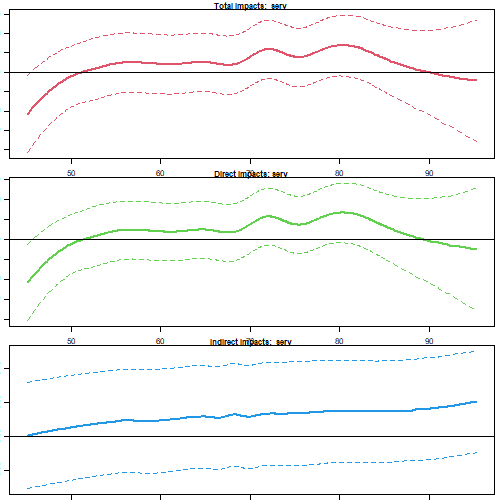 Total Impacts: serv
50 60 70 80 90
Direct Impacts: serv
50 60 70 80 90
Indirect Impacts: serv